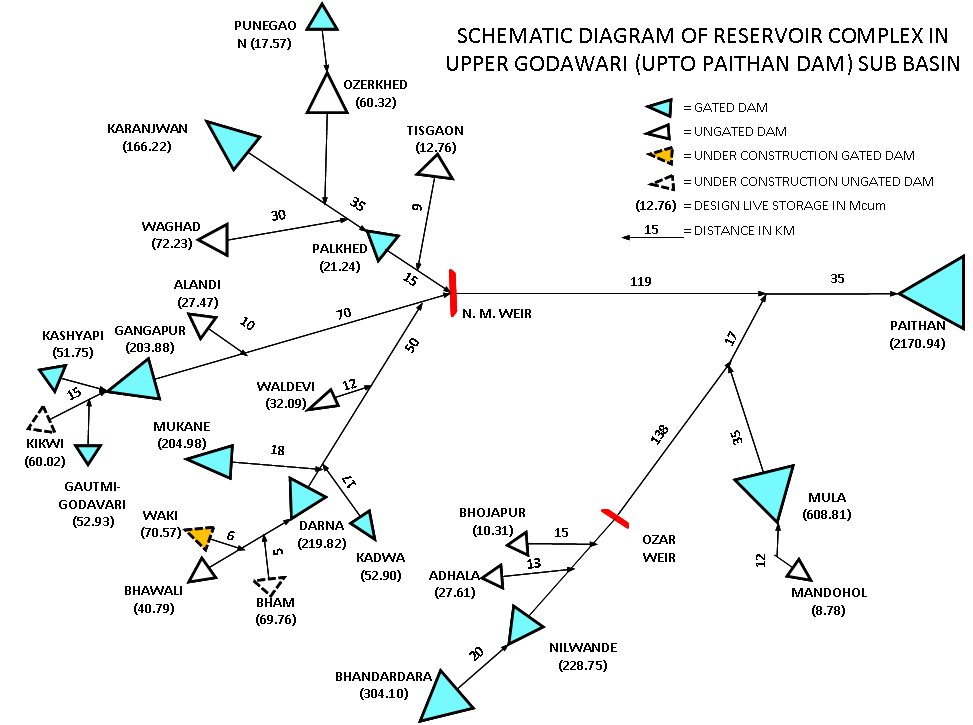 SCHEMATIC DIAGRAM OF RESERVOIR COMPLEX IN
UPPER GODAWARI (UPTO PAITHAN DAM) SUB BASIN
= GATED DAM
= UNGATED DAM
= UNDER CONSTRUCTION GATED DAM
= UNDER CONSTRUCTION UNGATED DAM
(12.76) = DESIGN LIVE STORAGE IN Mcum
15 = DISTANCE IN KM
PUNEGAO
N (17.57)
OZERKHED
(60.32)
KARANJWAN
(166.22)
TISGAON
(12.76)
9
35
30
WAGHAD
(72.23)
PALKHED
(21.24)
15
ALANDI
(27.47)
10
70
N. M. WEIR
119
35
PAITHAN
(2170.94)
KASHYAPI
(51.75)
GANGAPUR
(203.88)
15
KIKWI
(60.02)
GAUTMI-
GODAVARI
(52.93)
50
WALDEVI
(32.09)
12
MUKANE
(204.98)
18
17
DARNA
(219.82)
KADWA
(52.90)
WAKI
(70.57)
6
5
BHAWALI
(40.79)
BHAM
(69.76)
17
138
35
MULA
(608.81)
12
MANDOHOL
(8.78)
BHOJAPUR
(10.31)
15
OZAR
WEIR
ADHALA
(27.61)
13
NILWANDE
(228.75)
20
BHANDARDARA
(304.10)